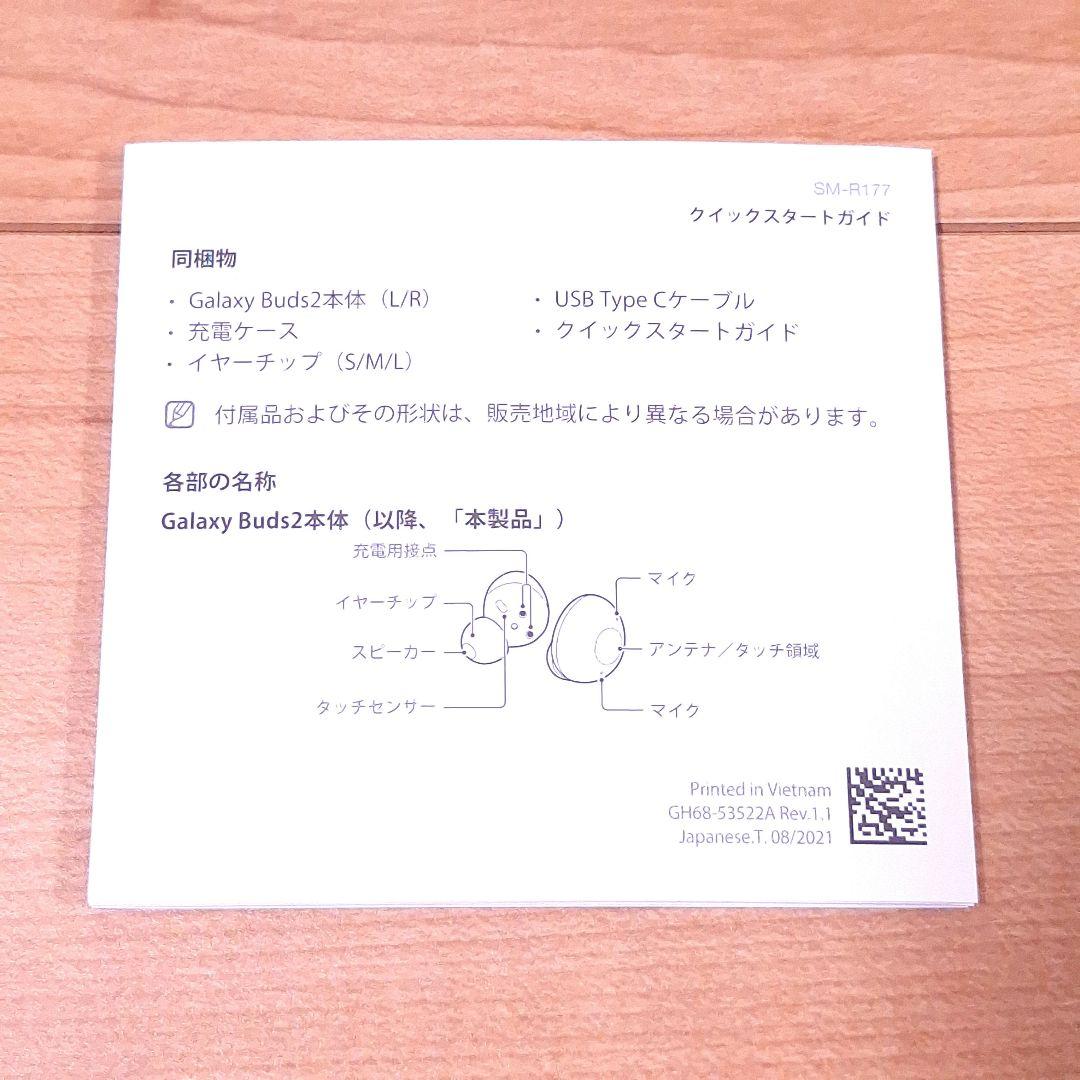 SM-R177
クイックスタートガイド
同梱物
・ Galaxy Buds2本体（L/R）
・ 充電ケース
・ イヤーチップ（S/M/L）
・ USB Type Cケーブル
・ クイックスタートガイド
付属品およびその形状は、販売地域により異なる場合があります。
各部の名称
Galaxy Buds2本体（以降、「本製品」）
充電用接点
イヤーチップ
スピーカー
タッチセンサー
マイク
アンテナ／タッチ領域
マイク
Printed in Vietnam
GH68-53522A Rev.1.1
Japanese.T. 08/2021